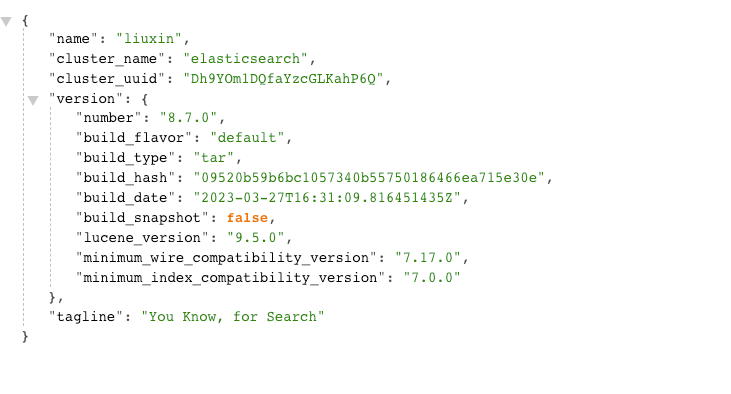 {
"name": "liuxin",
"cluster_name": "elasticsearch",
"cluster_uuid": "Dh9YOm1DQfaYzcGLKahP6Q",
"version": {
"number": "8.7.0",
"build_flavor": "default",
"build_type": "tar",
"build_hash": "09520b59b6bc1057340b55750186466ea715e30e",
"build_date": "2023-03-27T16:31:09.816451435Z",
"build_snapshot": false,
"lucene_version": "9.5.0",
"minimum_wire_compatibility_version": "7.17.0",
"minimum_index_compatibility_version": "7.0.0"
},
"tagline": "You Know, for Search"
}